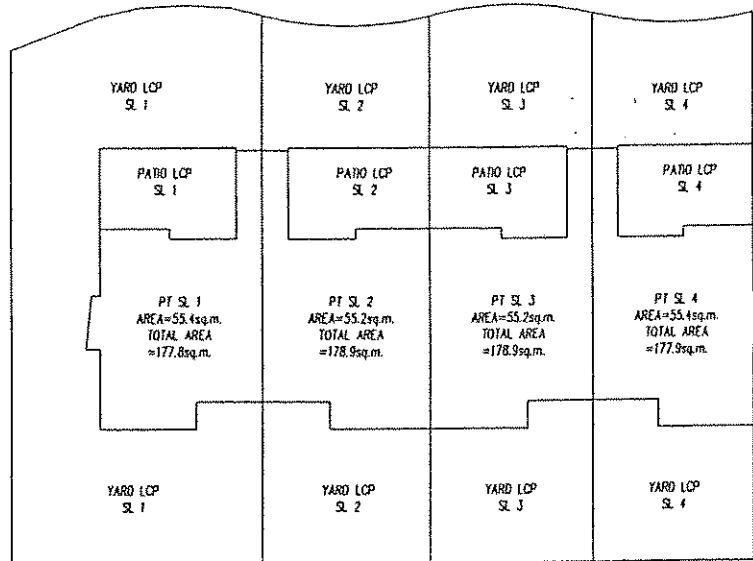 YARD LCP
SL 1
YARD LCP
SL 2
YARD LCP
SL 3
YARD LCP
SL 4
PATIO LCP
SL 1
PATIO LCP
SL 2
PATIO LCP
SL 3
PATIO LCP
SL 4
PT SL 1
AREA=55.4sq.m.
TOTAL AREA
=177.8sq.m.
PT SL 2
AREA=55.2sq.m.
TOTAL AREA
=178.9sq.m.
PT SL 3
AREA=55.2sq.m.
TOTAL AREA
=178.9sq.m.
PT SL 4
AREA=55.4sq.m.
TOTAL AREA
=177.9sq.m.
YARD LCP
SL 1
YARD LCP
SL 2
YARD LCP
SL 3
YARD LCP
SL 4